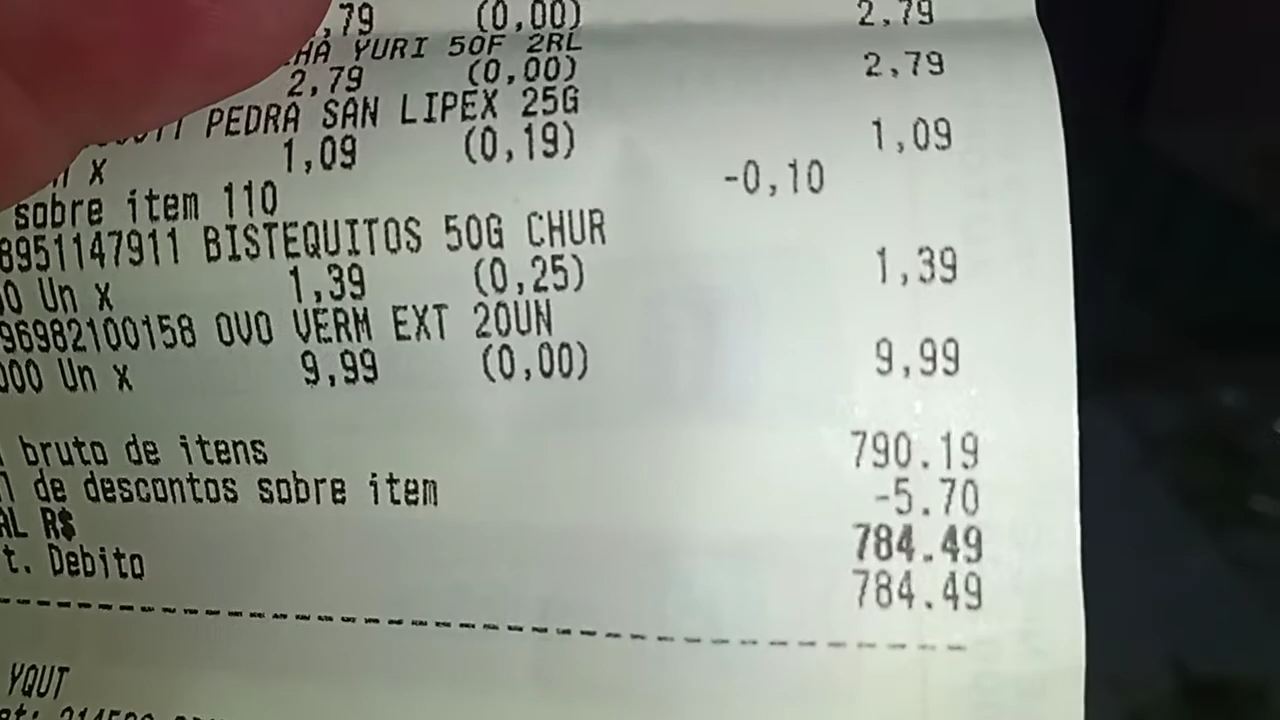 ,79 (0,00) 2,79
HA YURI 50F 2RL
2,79 (0,00) 2,79
PEDRA SAN LIPEX 25G
x 1,09 (0,19) 1,09
sobre item 110 -0,10
8951147911 BISTEQUITOS 50G CHUR
0 Un x 1,39 (0,25) 1,39
96982100158 OVO VERM EXT 20UN
000 Un x 9,99 (0,00) 9,99
bruto de itens 790.19
de descontos sobre item -5.70
AL R$ 784.49
t. Debito 784.49
YQUT